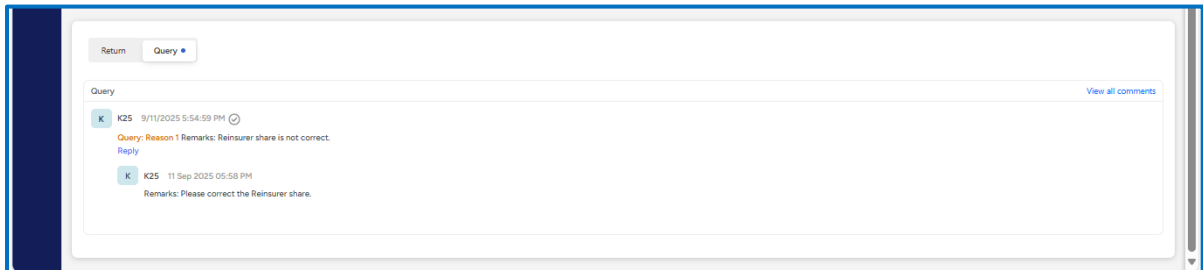 Return Query
Query View all comments
K K25 9/11/2025 5:54:59 PM
Query: Reason 1 Remarks: Reinsurer share is not correct.
Reply
K K25 11 Sep 2025 05:58 PM
Remarks: Please correct the Reinsurer share.